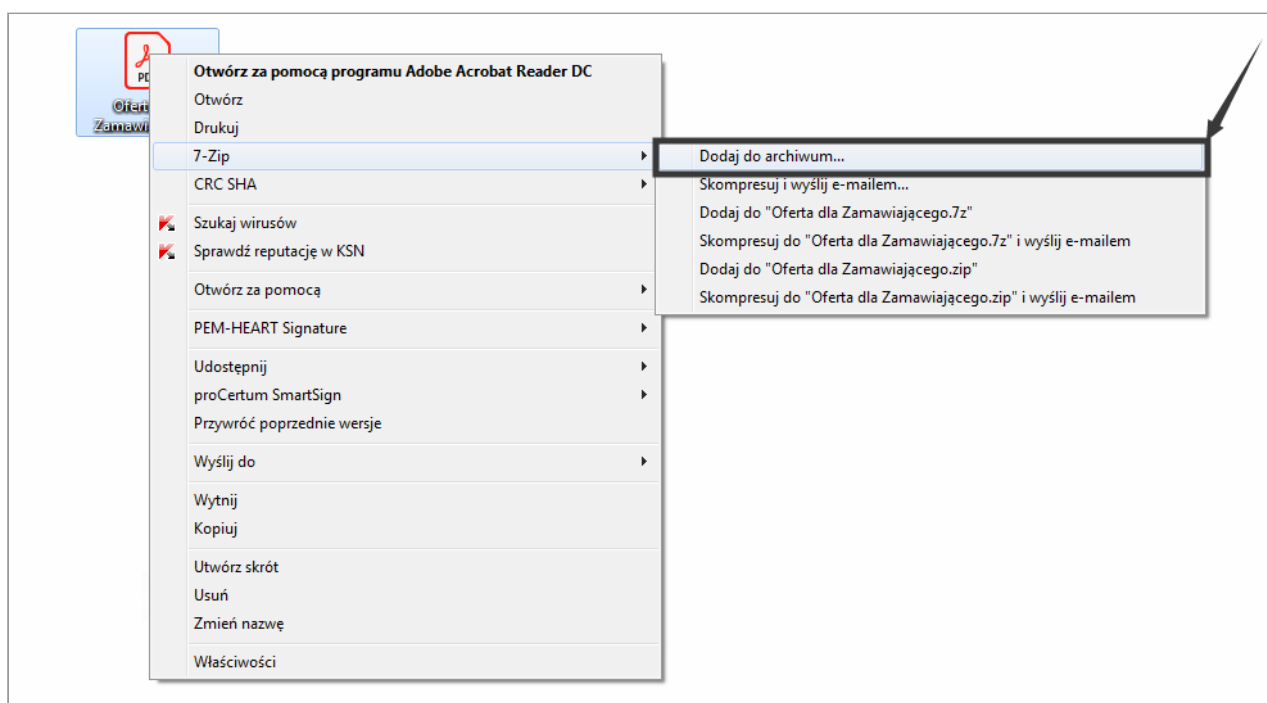 Otwórz za pomocą programu Adobe Acrobat Reader DC
Otwórz
Drukuj
7-Zip
CRC SHA
Szukaj wirusów
Sprawdź reputację w KSN
Otwórz za pomocą
PEM-HEART Signature
Udostępnij
proCertum SmartSign
Przywróć poprzednie wersje
Wyślij do
Wytnij
Kopiuj
Utwórz skrót
Usuń
Zmień nazwę
Właściwości
Dodaj do archiwum...
Skompresuj i wyślij e-mailem...
Dodaj do "Oferta dla Zamawiającego.7z"
Skompresuj do "Oferta dla Zamawiającego.7z" i wyślij e-mailem
Dodaj do "Oferta dla Zamawiającego.zip"
Skompresuj do "Oferta dla Zamawiającego.zip" i wyślij e-mailem